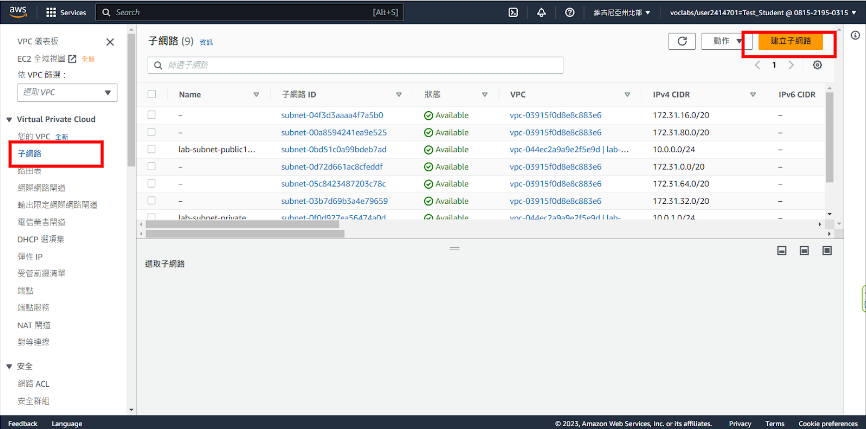 aws Services Search [Alt+S] 維吉尼亞州北部 ▼ voclabs/user2414701=Test_Student @ 0815-2195-0315 ▼
VPC 儀表板
EC2 全域視圖 全新
依 VPC 篩選：
選取 VPC
Virtual Private Cloud
您的 VPC 全新
子網路
路由表
網際網路閘道
輸出限定網際網路閘道
電信業者閘道
DHCP 選項集
彈性 IP
受管前綴清單
端點
端點服務
NAT 閘道
對等連線
安全
網路 ACL
安全群組
子網路 (9) 資訊
動作
建立子網路
篩選子網路
1
Name 子網路 ID 狀態 VPC IPv4 CIDR IPv6 CIDR
– subnet-04f3d3aaaa4f7a5b0 Available vpc-03915f0d8e8c883e6 172.31.16.0/20 –
– subnet-00a8594241ea9e525 Available vpc-03915f0d8e8c883e6 172.31.80.0/20 –
lab-subnet-public1... subnet-0bd51c0a99bdeb7ad Available vpc-044ec2a9a9e2f5e9d | lab-... 10.0.0.0/24 –
– subnet-0d72d661ac8cfeddf Available vpc-03915f0d8e8c883e6 172.31.0.0/20 –
– subnet-05c8423487203c78c Available vpc-03915f0d8e8c883e6 172.31.64.0/20 –
– subnet-03b7d69b3a4e79659 Available vpc-03915f0d8e8c883e6 172.31.32.0/20 –
lab-subnet-private... subnet-0f0d927ea56474a0d Available vpc-044ec2a9a9e2f5e9d | lab-... 10.0.1.0/24 –
選取子網路
Feedback Language © 2023, Amazon Web Services, Inc. or its affiliates. Privacy Terms Cookie preferences